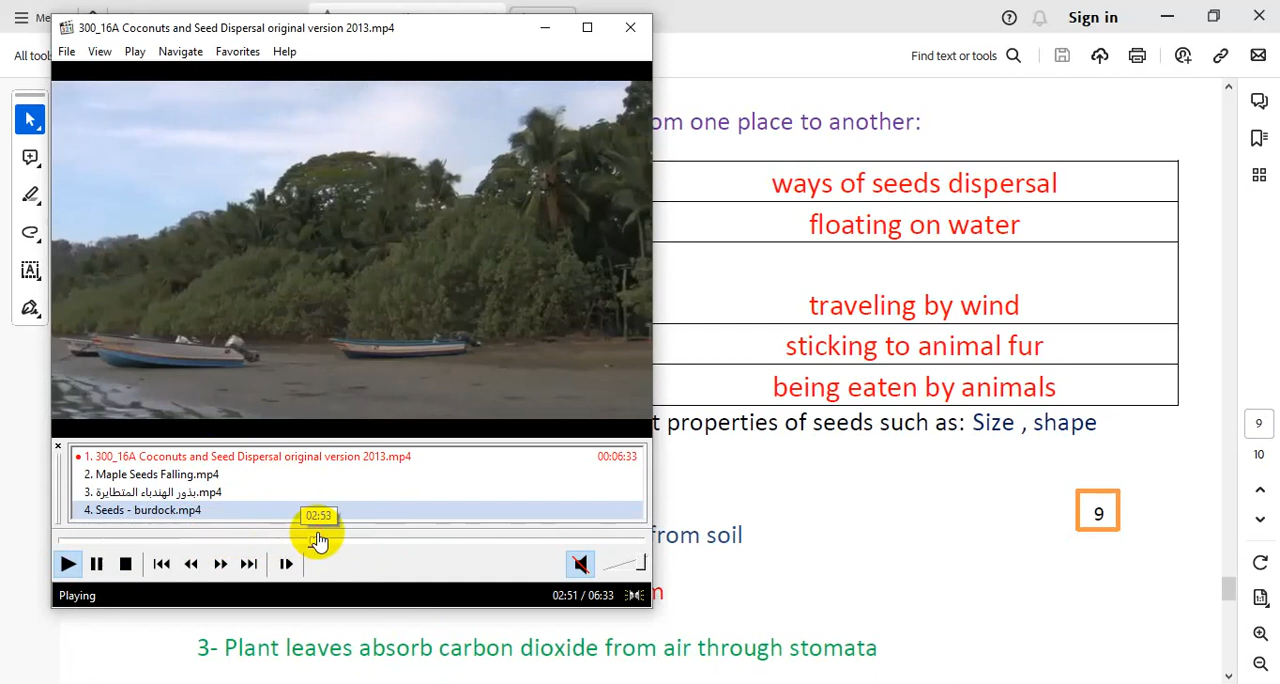 Me
300_16A Coconuts and Seed Dispersal original version 2013.mp4
Sign in
File View Play Navigate Favorites Help
All tools
Find text or tools
om one place to another:
ways of seeds dispersal
floating on water
traveling by wind
sticking to animal fur
being eaten by animals
t properties of seeds such as: Size , shape
1. 300_16A Coconuts and Seed Dispersal original version 2013.mp4 00:06:33
2. Maple Seeds Falling.mp4
3. بذور الهندباء المتطايرة.mp4
4. Seeds - burdock.mp4
02:53
9
10
9
from soil
Playing 02:51 / 06:33
m
3- Plant leaves absorb carbon dioxide from air through stomata